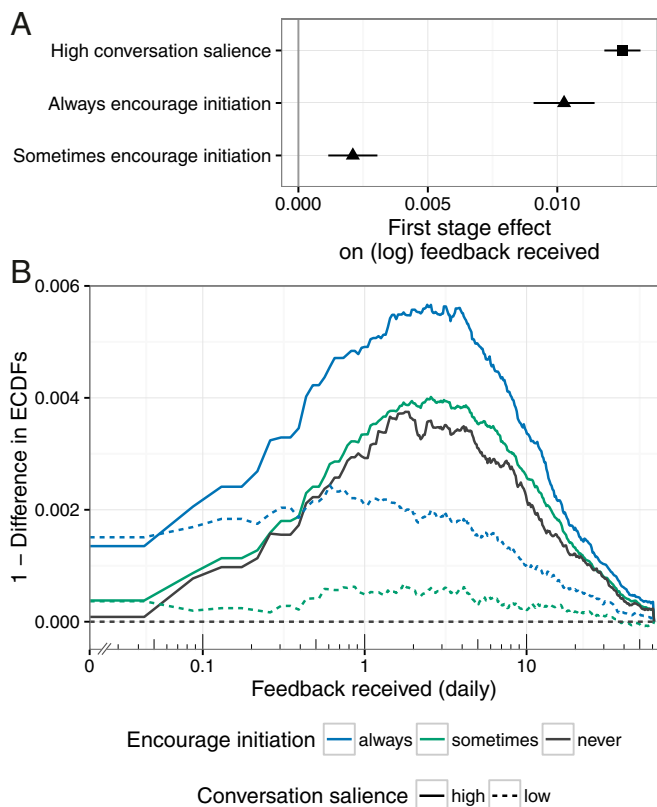 A
High conversation salience
Always encourage initiation
Sometimes encourage initiation
0.000 0.005 0.010
First stage effect
on (log) feedback received
B
0.006
0.004
0.002
0.000
1 − Difference in ECDFs
0 0.1 1 10
Feedback received (daily)
Encourage initiation always sometimes never
Conversation salience high low